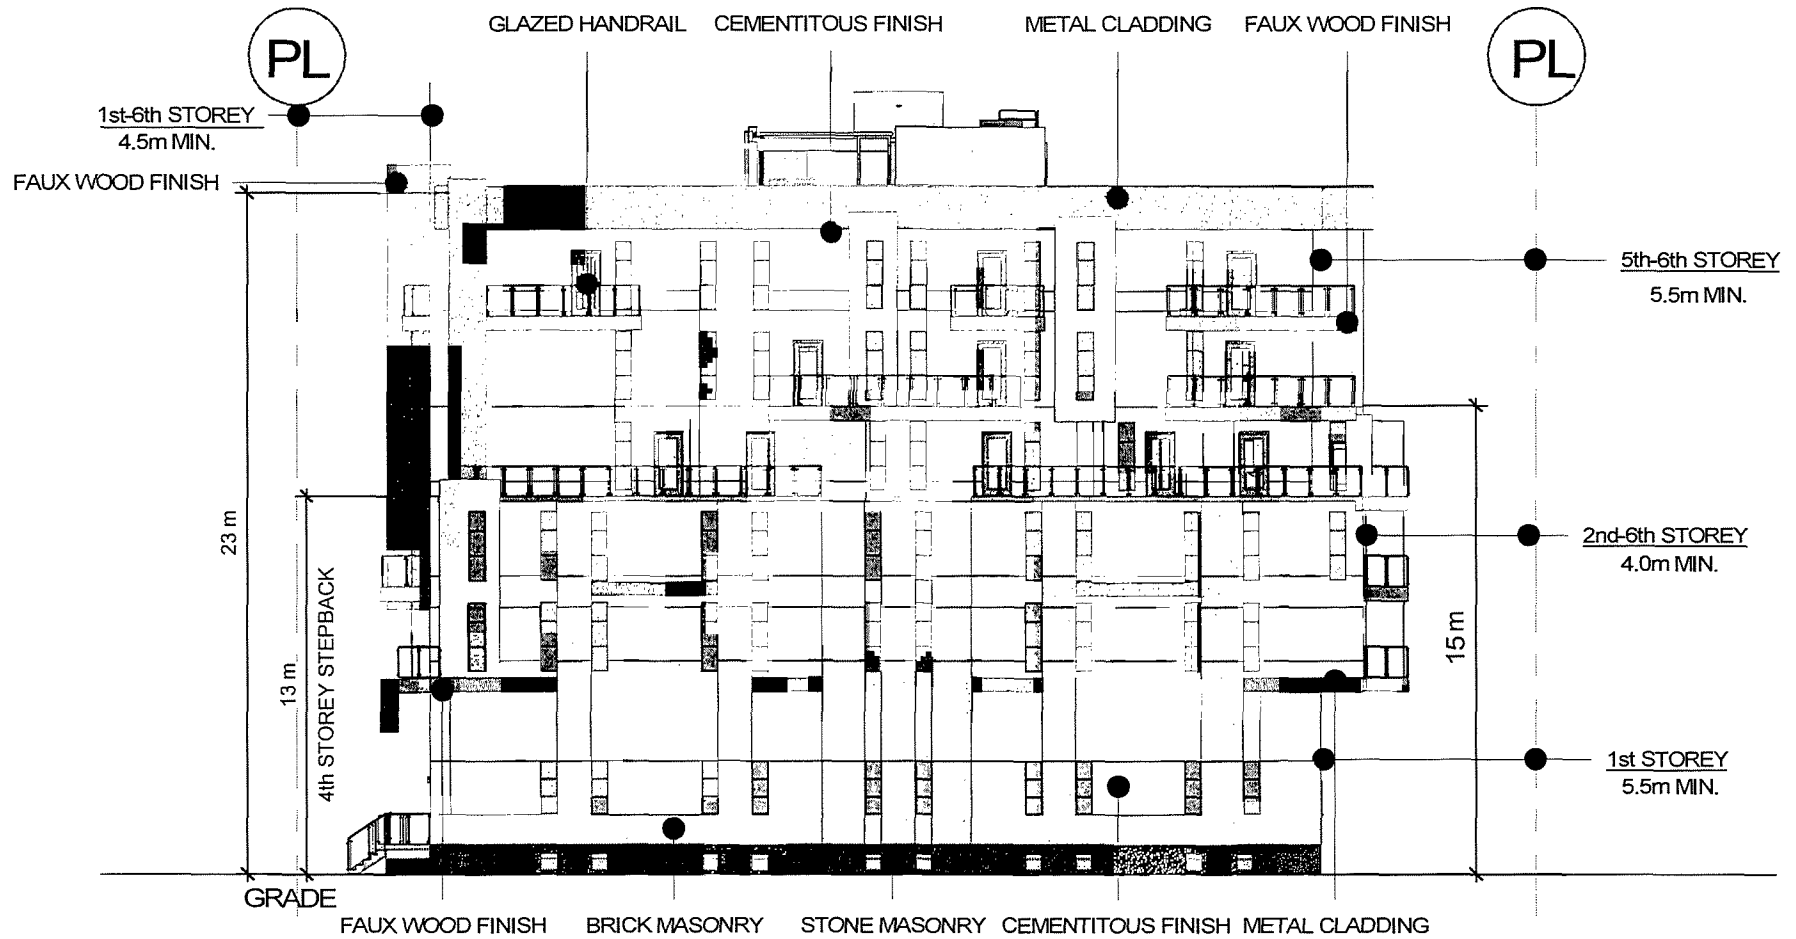 GLAZED HANDRAIL
CEMENTITOUS FINISH
METAL CLADDING
FAUX WOOD FINISH
PL
PL
1st-6th STOREY
4.5m MIN.
FAUX WOOD FINISH
5th-6th STOREY
5.5m MIN.
23 m
13 m
4th STOREY STEPBACK
2nd-6th STOREY
4.0m MIN.
15 m
1st STOREY
5.5m MIN.
GRADE
FAUX WOOD FINISH
BRICK MASONRY
STONE MASONRY
CEMENTITOUS FINISH
METAL CLADDING